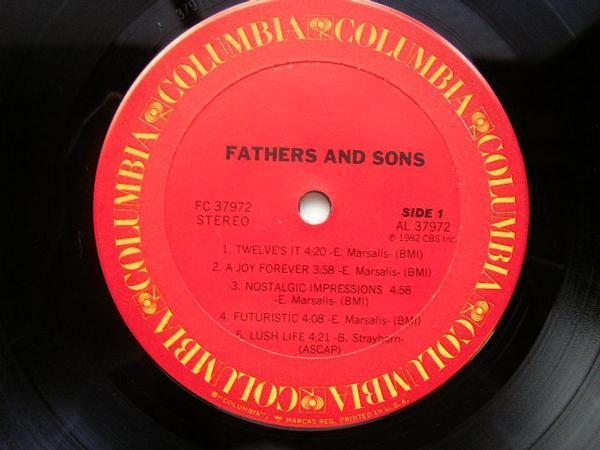 COLUMBIA COLUMBIA COLUMBIA COLUMBIA COLUMBIA COLUMBIA
FATHERS AND SONS
FC 37972
STEREO
SIDE 1
AL 37972
℗ 1982 CBS Inc.
1. TWELVE'S IT 4:20 -E. Marsalis- (BMI)
2. A JOY FOREVER 3:58 -E. Marsalis- (BMI)
3. NOSTALGIC IMPRESSIONS 4:58
-E. Marsalis- (BMI)
4. FUTURISTIC 4:08 -E. Marsalis- (BMI)
5. LUSH LIFE 4:21 -B. Strayhorn-
(ASCAP)
MARCAS REG. PRINTED IN U.S.A.